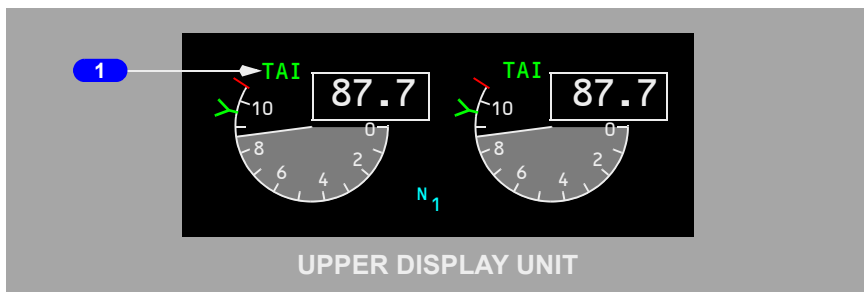 1
TAI 87.7 TAI 87.7
10 10
0 0
8 2 8 2
6 4 6 4
N1
UPPER DISPLAY UNIT